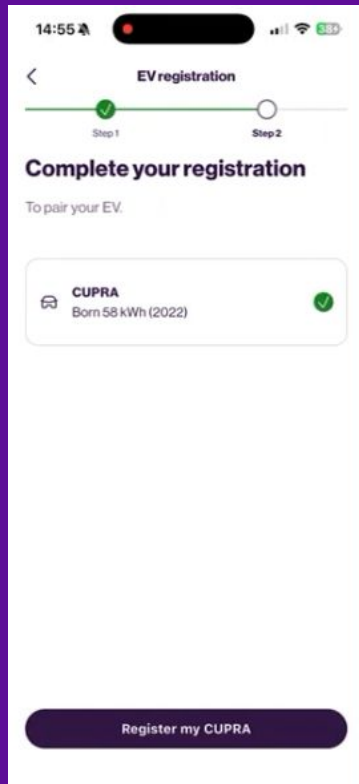 14:55
38
EV registration
Step 1
Step 2
Complete your registration
To pair your EV.
CUPRA
Born 58 kWh (2022)
Register my CUPRA